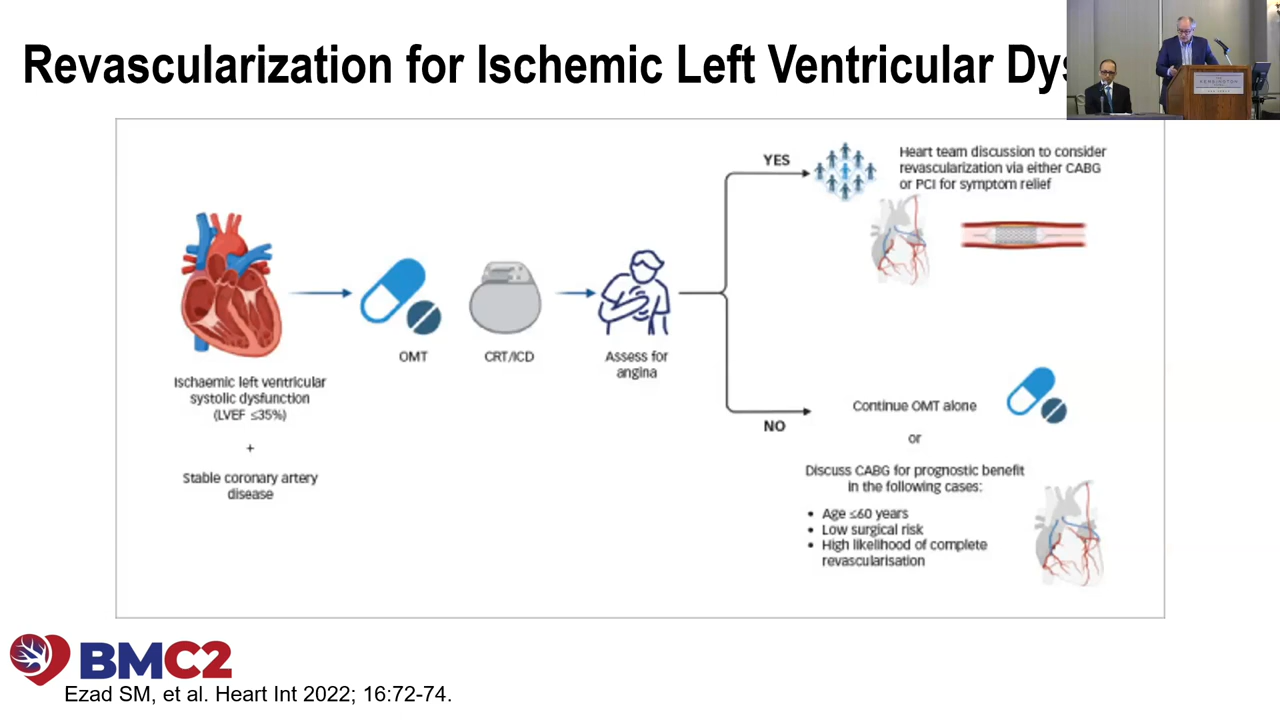 Revascularization for Ischemic Left Ventricular Dys
YES
Heart team discussion to consider
revascularization via either CABG
or PCI for symptom relief
OMT
CRT/ICD
Assess for
angina
Ischaemic left ventricular
systolic dysfunction
(LVEF ≤35%)
+
Stable coronary artery
disease
NO
Continue OMT alone
or
Discuss CABG for prognostic benefit
in the following cases:
• Age ≤60 years
• Low surgical risk
• High likelihood of complete
revascularisation
BMC2
Ezad SM, et al. Heart Int 2022; 16:72-74.
KENSINGTON